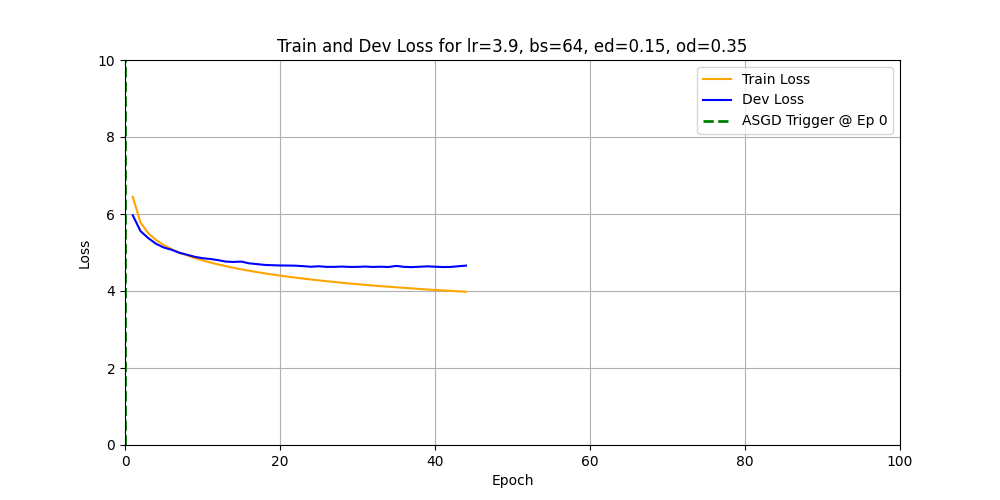 Train and Dev Loss for lr=3.9, bs=64, ed=0.15, od=0.35
Train Loss
Dev Loss
ASGD Trigger @ Ep 0
Loss
10
8
6
4
2
0
0 20 40 60 80 100
Epoch